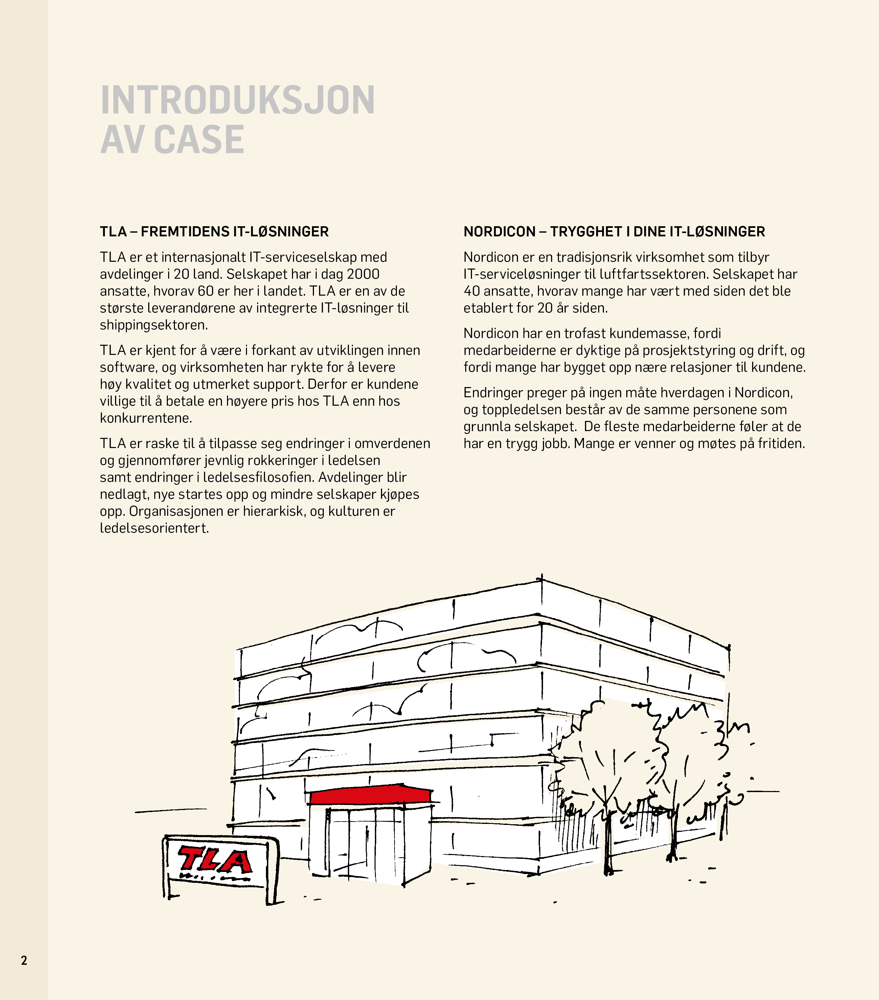 INTRODUKSJON
AV CASE
TLA – FREMTIDENS IT-LØSNINGER
TLA er et internasjonalt IT-serviceselskap med
avdelinger i 20 land. Selskapet har i dag 2000
ansatte, hvorav 60 er her i landet. TLA er en av de
største leverandørene av integrerte IT-løsninger til
shippingsektoren.
TLA er kjent for å være i forkant av utviklingen innen
software, og virksomheten har rykte for å levere
høy kvalitet og utmerket support. Derfor er kundene
villige til å betale en høyere pris hos TLA enn hos
konkurrentene.
TLA er raske til å tilpasse seg endringer i omverdenen
og gjennomfører jevnlig rokkeringer i ledelsen
samt endringer i ledelsesfilosofien. Avdelinger blir
nedlagt, nye startes opp og mindre selskaper kjøpes
opp. Organisasjonen er hierarkisk, og kulturen er
ledelsesorientert.
NORDICON – TRYGGHET I DINE IT-LØSNINGER
Nordicon er en tradisjonsrik virksomhet som tilbyr
IT-serviceløsninger til luftfartssektoren. Selskapet har
40 ansatte, hvorav mange har vært med siden det ble
etablert for 20 år siden.
Nordicon har en trofast kundemasse, fordi
medarbeiderne er dyktige på prosjektstyring og drift, og
fordi mange har bygget opp nære relasjoner til kundene.
Endringer preger på ingen måte hverdagen i Nordicon,
og toppledelsen består av de samme personene som
grunnla selskapet.  De fleste medarbeiderne føler at de
har en trygg jobb. Mange er venner og møtes på fritiden.
TLA
2